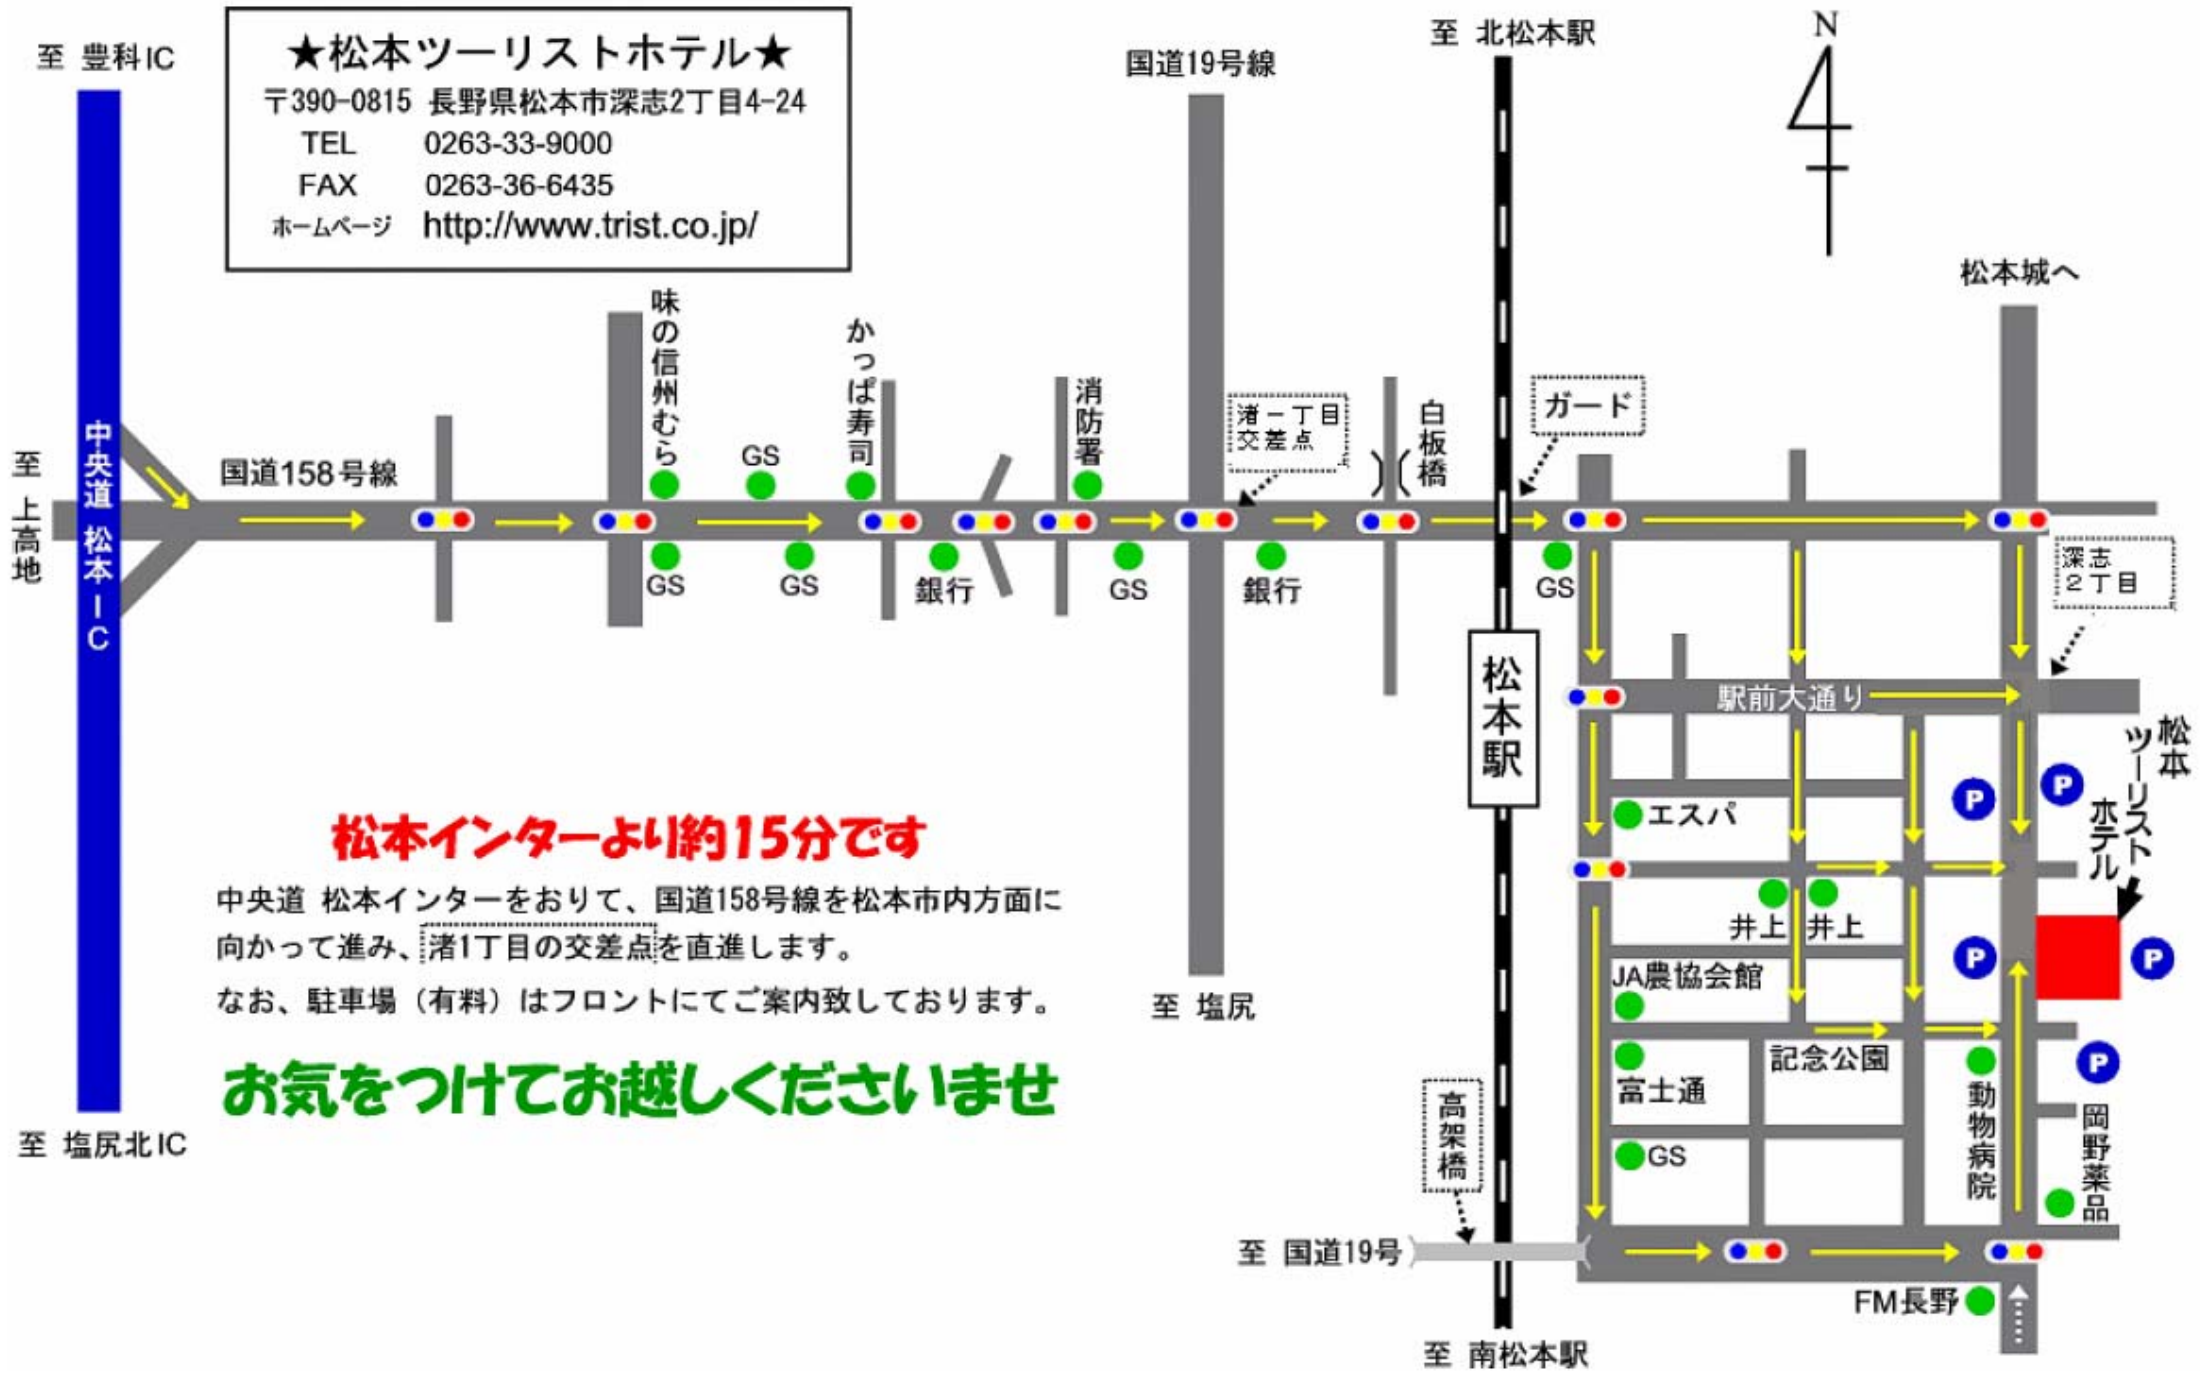 至 豊科IC
★松本ツーリストホテル★
〒390-0815 長野県松本市深志2丁目4-24
TEL 0263-33-9000
FAX 0263-36-6435
ホームページ http://www.trist.co.jp/
国道19号線
至 北松本駅
N
松本城へ
中央道 松本IC
至 上高地
国道158号線
味の信州むら
GS
かっぱ寿司
消防署
渚一丁目
交差点
白板橋
ガード
GS
GS
銀行
GS
銀行
GS
深志
2丁目
松本駅
駅前大通り
松本
ツーリスト
ホテル
P
P
エスパ
井上
井上
P
P
JA農協会館
記念公園
富士通
GS
動物病院
P
岡野薬品
松本インターより約15分です
中央道 松本インターをおりて、国道158号線を松本市内方面に
向かって進み、渚1丁目の交差点を直進します。
なお、駐車場（有料）はフロントにてご案内致しております。
お気をつけてお越しくださいませ
至 塩尻
高架橋
至 塩尻北IC
至 国道19号
FM長野
至 南松本駅